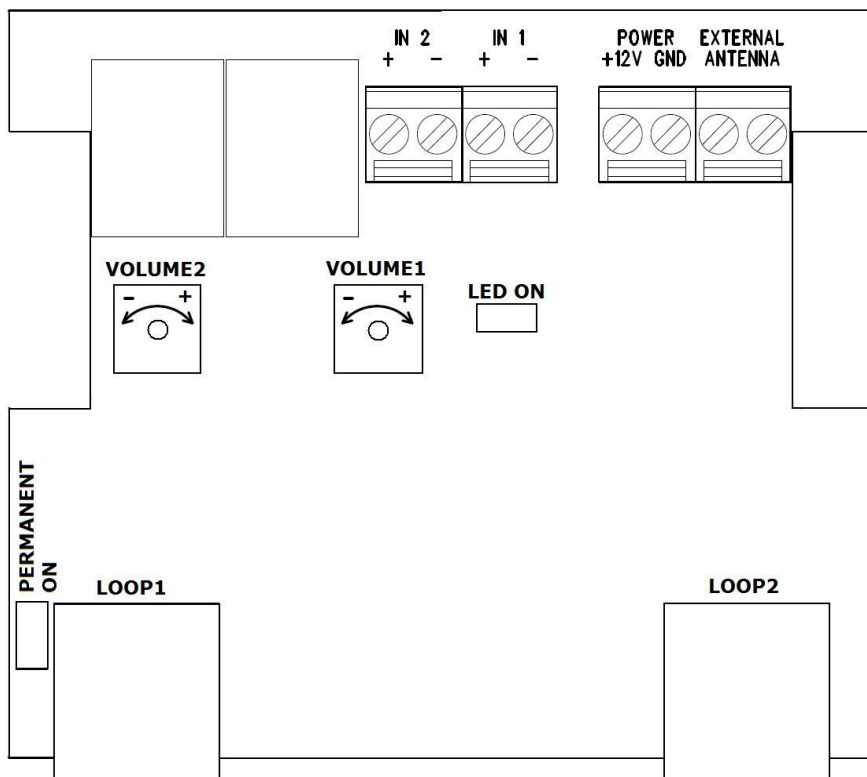 IN 2
+ -
IN 1
+ -
POWER
+12V GND
EXTERNAL
ANTENNA
VOLUME2
- +
VOLUME1
- +
LED ON
PERMANENT
ON
LOOP1
LOOP2